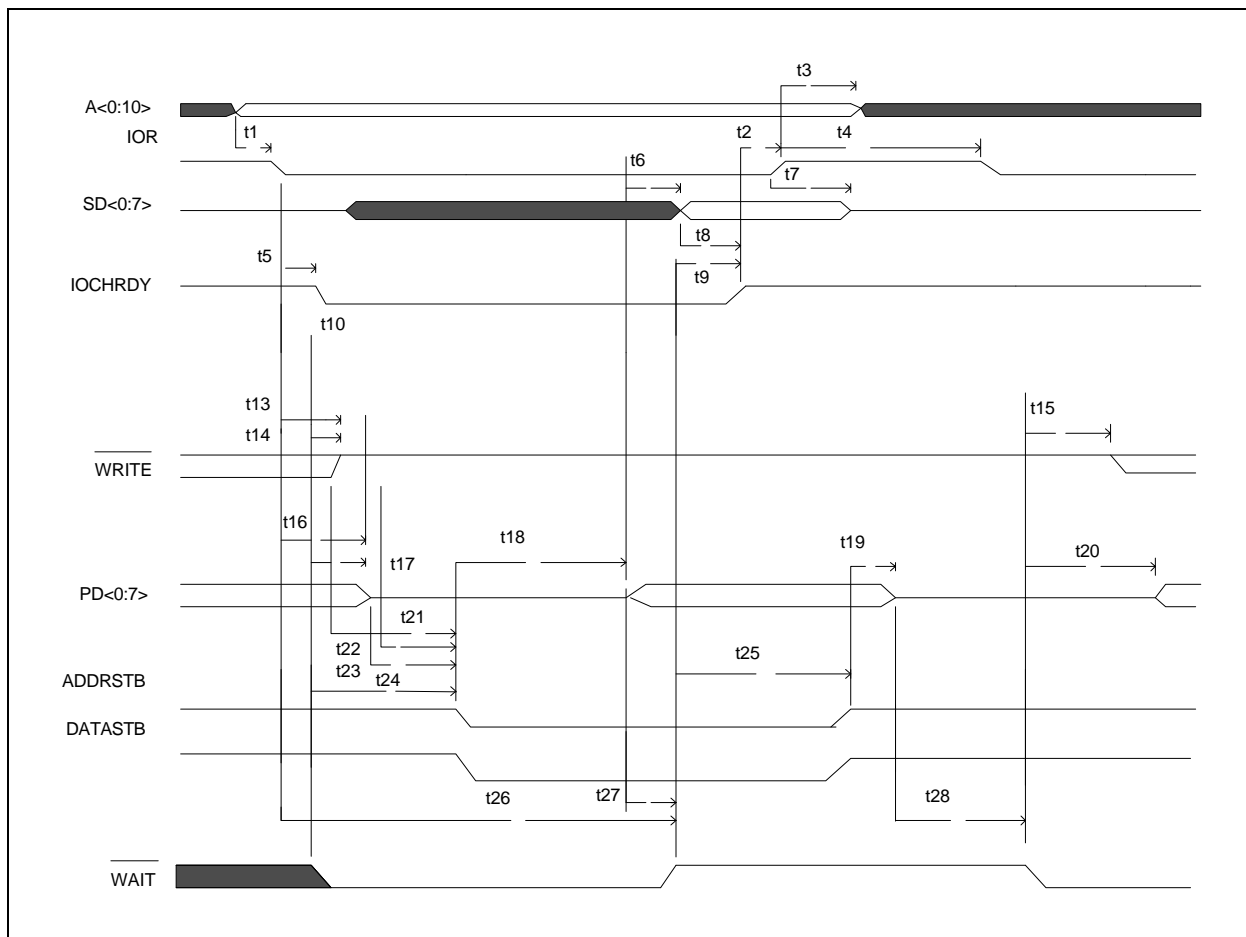 t3
A<0:10>
IOR
t1
t2
t4
t6
t7
SD<0:7>
t8
t5
t9
IOCHRDY
t10
t13
t15
t14
WRITE
t16
t18
t19
t20
t17
PD<0:7>
t21
t22
t23
t25
t24
ADDRSTB
DATASTB
t26
t27
t28
WAIT